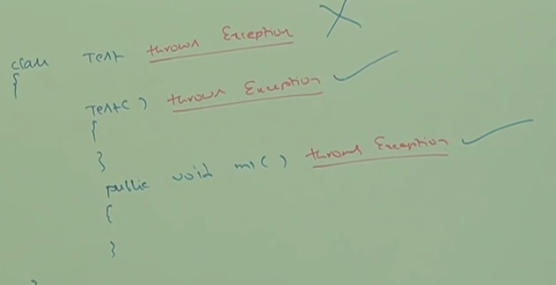 class Test throws Exception
{
Test() throws Exception
{
}
public void m1() throws Exception
{
}
}